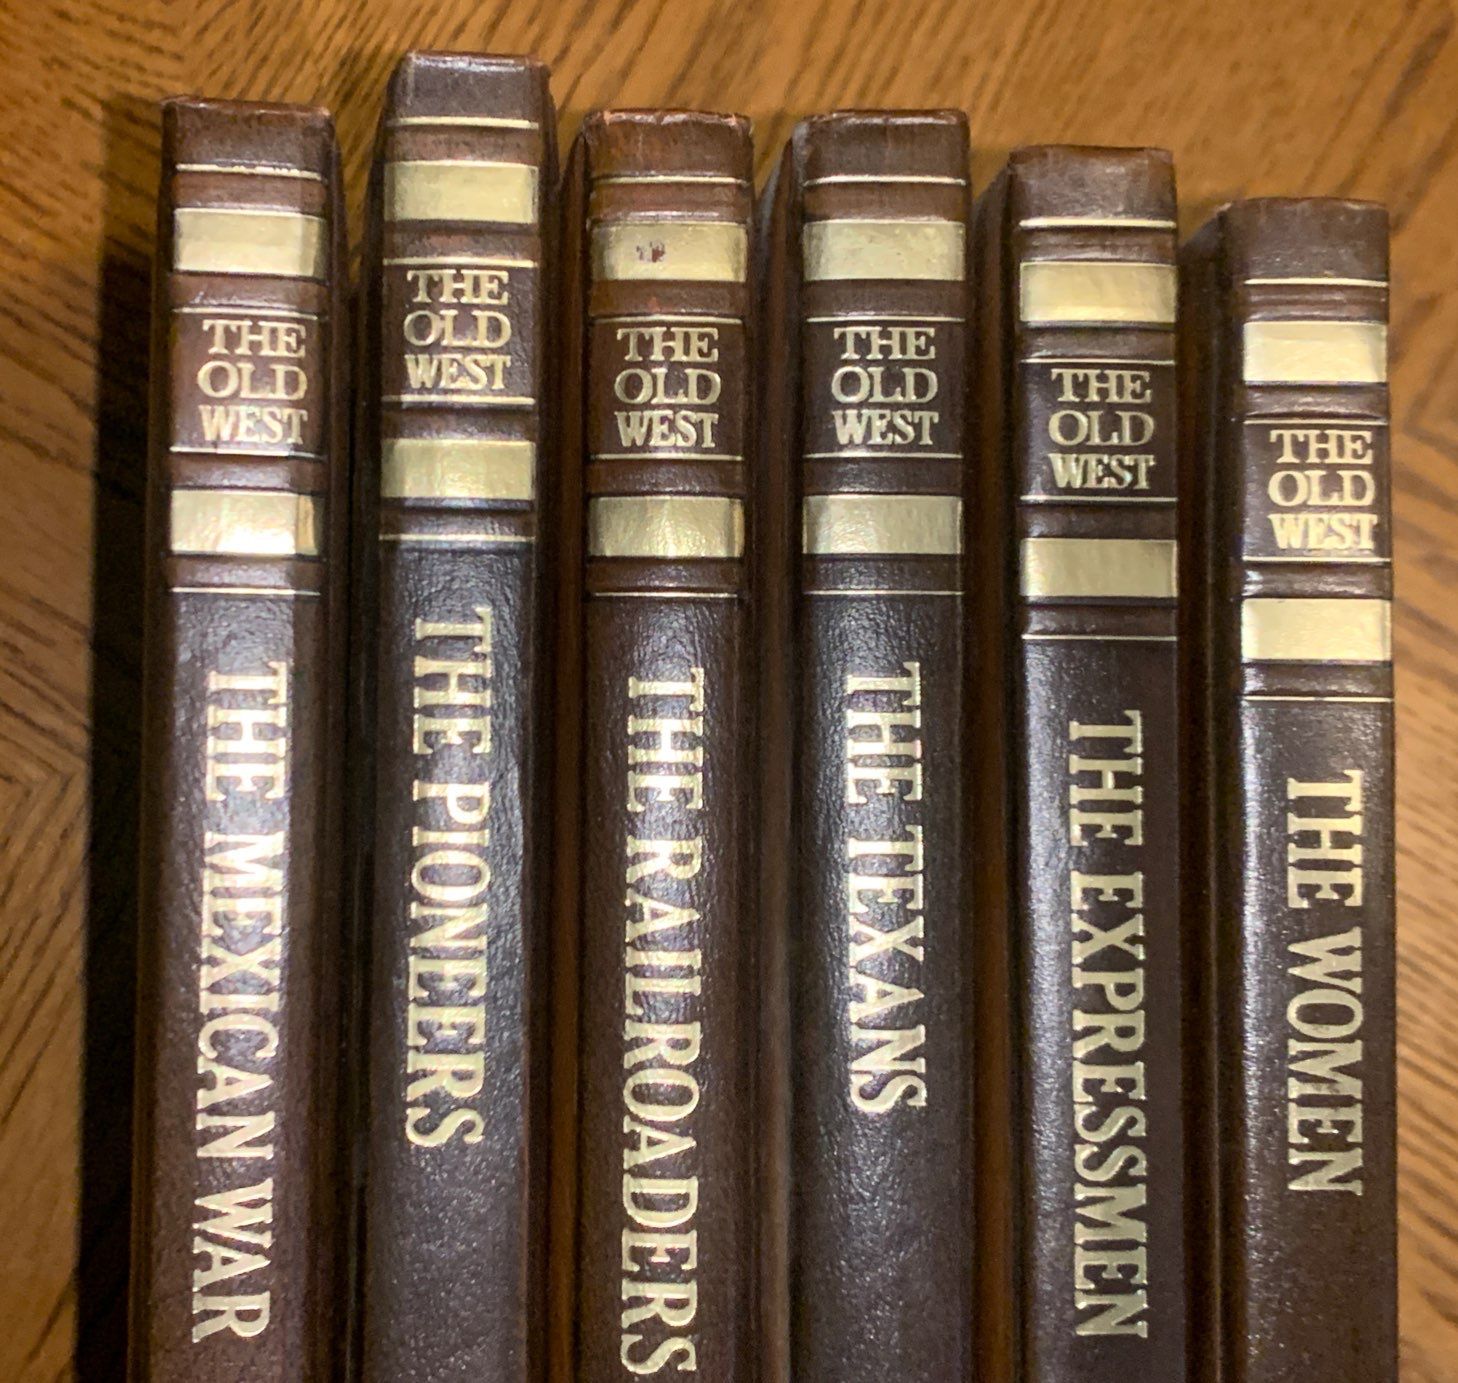 THE
OLD
WEST
THE MEXICAN WAR
THE
OLD
WEST
THE PIONEERS
THE
OLD
WEST
THE RAILROADERS
THE
OLD
WEST
THE TEXANS
THE
OLD
WEST
THE EXPRESSMEN
THE
OLD
WEST
THE WOMEN